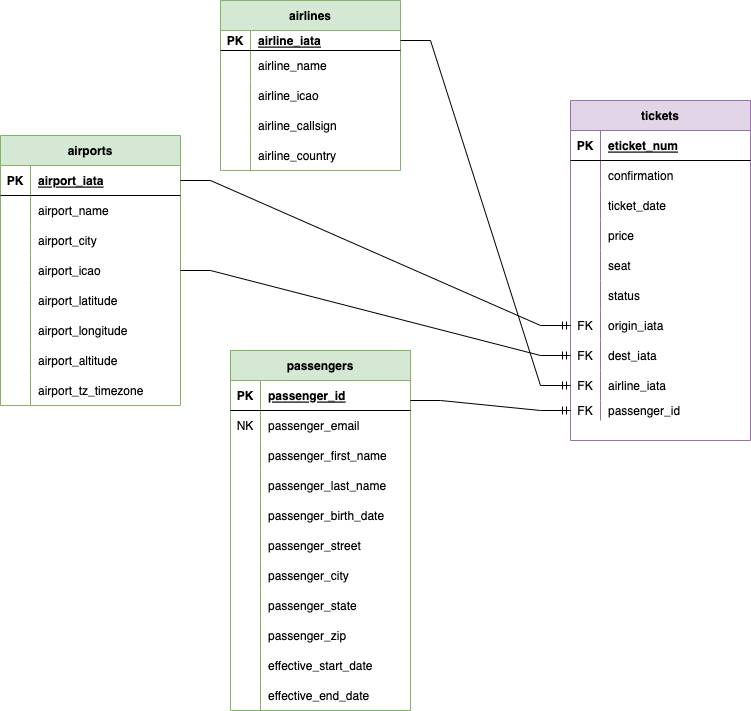 airlines
PK airline_iata
airline_name
airline_icao
airline_callsign
airline_country
airports
PK airport_iata
airport_name
airport_city
airport_icao
airport_latitude
airport_longitude
airport_altitude
airport_tz_timezone
passengers
PK passenger_id
NK passenger_email
passenger_first_name
passenger_last_name
passenger_birth_date
passenger_street
passenger_city
passenger_state
passenger_zip
effective_start_date
effective_end_date
tickets
PK eticket_num
confirmation
ticket_date
price
seat
status
FK origin_iata
FK dest_iata
FK airline_iata
FK passenger_id